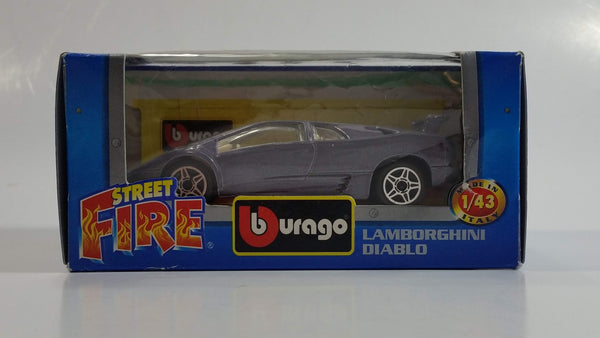 burago
STREET
FIRE®
burago
LAMBORGHINI
DIABLO
MADE IN
1/43
ITALY